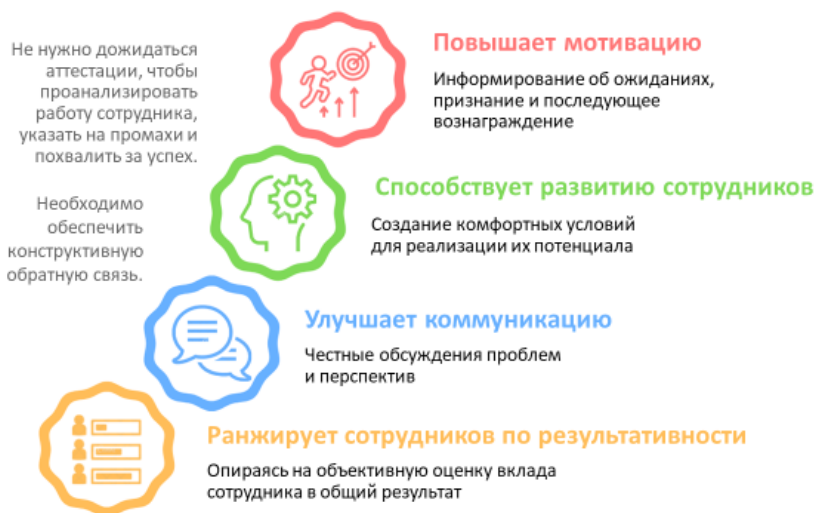 Не нужно дожидаться
аттестации, чтобы
проанализировать
работу сотрудника,
указать на промахи и
похвалить за успех.
Необходимо
обеспечить
конструктивную
обратную связь.
Повышает мотивацию
Информирование об ожиданиях,
признание и последующее
вознаграждение
Способствует развитию сотрудников
Создание комфортных условий
для реализации их потенциала
Улучшает коммуникацию
Честные обсуждения проблем
и перспектив
Ранжирует сотрудников по результативности
Опираясь на объективную оценку вклада
сотрудника в общий результат